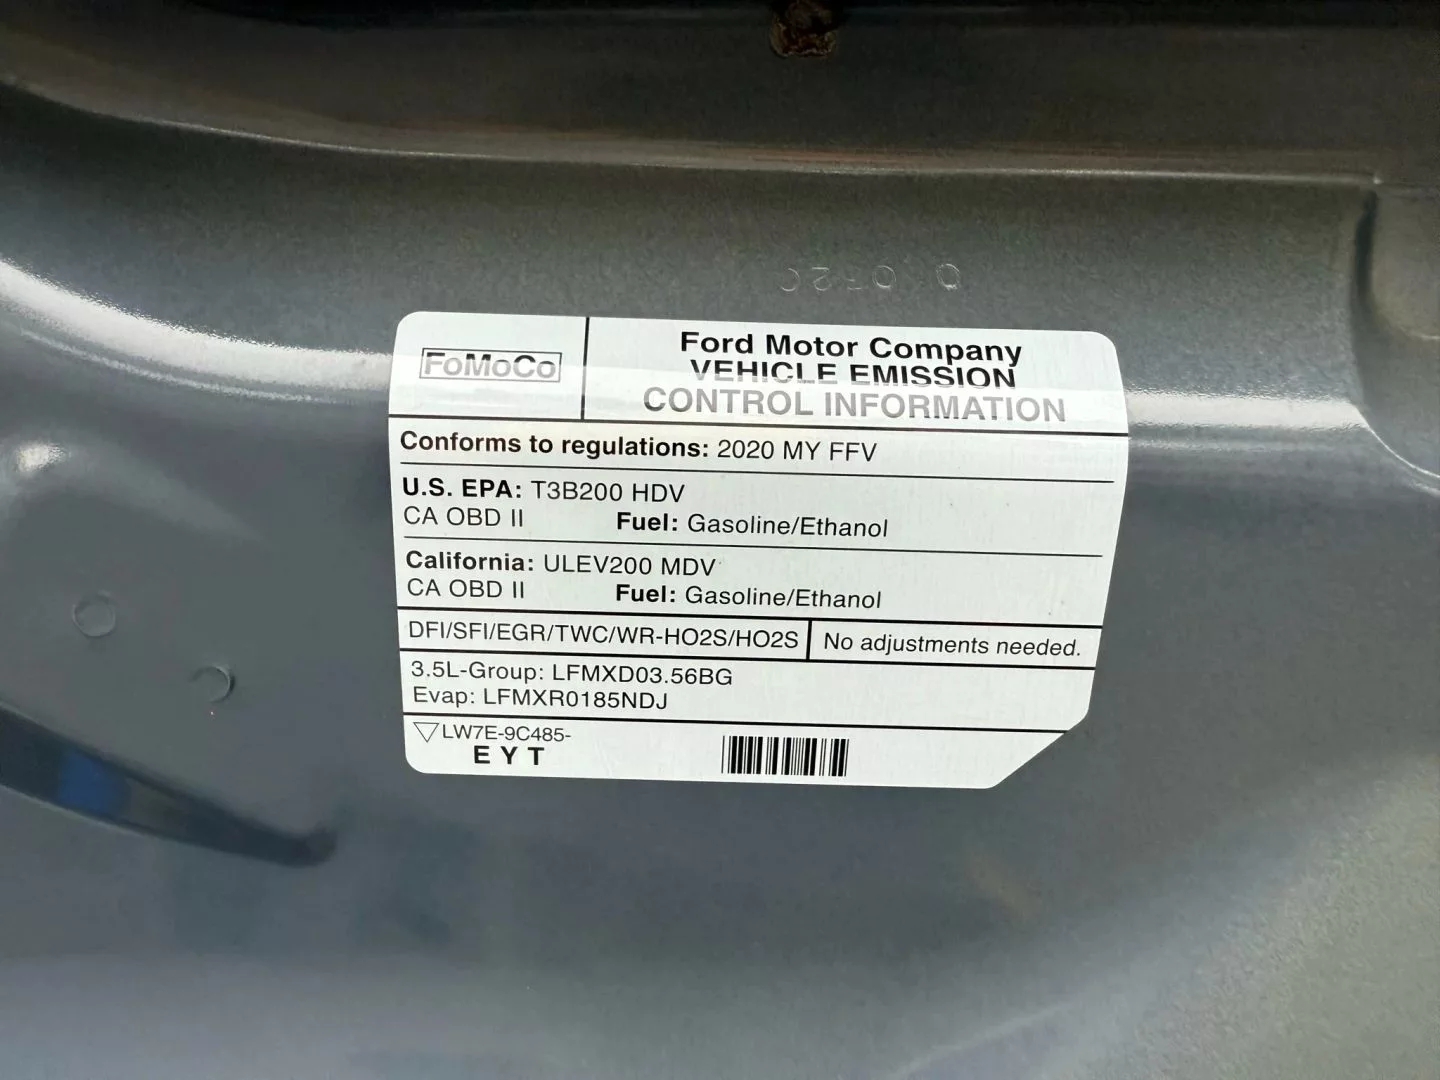 FoMoCo
Ford Motor Company
VEHICLE EMISSION
CONTROL INFORMATION
Conforms to regulations: 2020 MY FFV
U.S. EPA: T3B200 HDV
CA OBD II Fuel: Gasoline/Ethanol
California: ULEV200 MDV
CA OBD II Fuel: Gasoline/Ethanol
DFI/SFI/EGR/TWC/WR-HO2S/HO2S No adjustments needed.
3.5L-Group: LFMXD03.56BG
Evap: LFMXR0185NDJ
LW7E-9C485-
E Y T